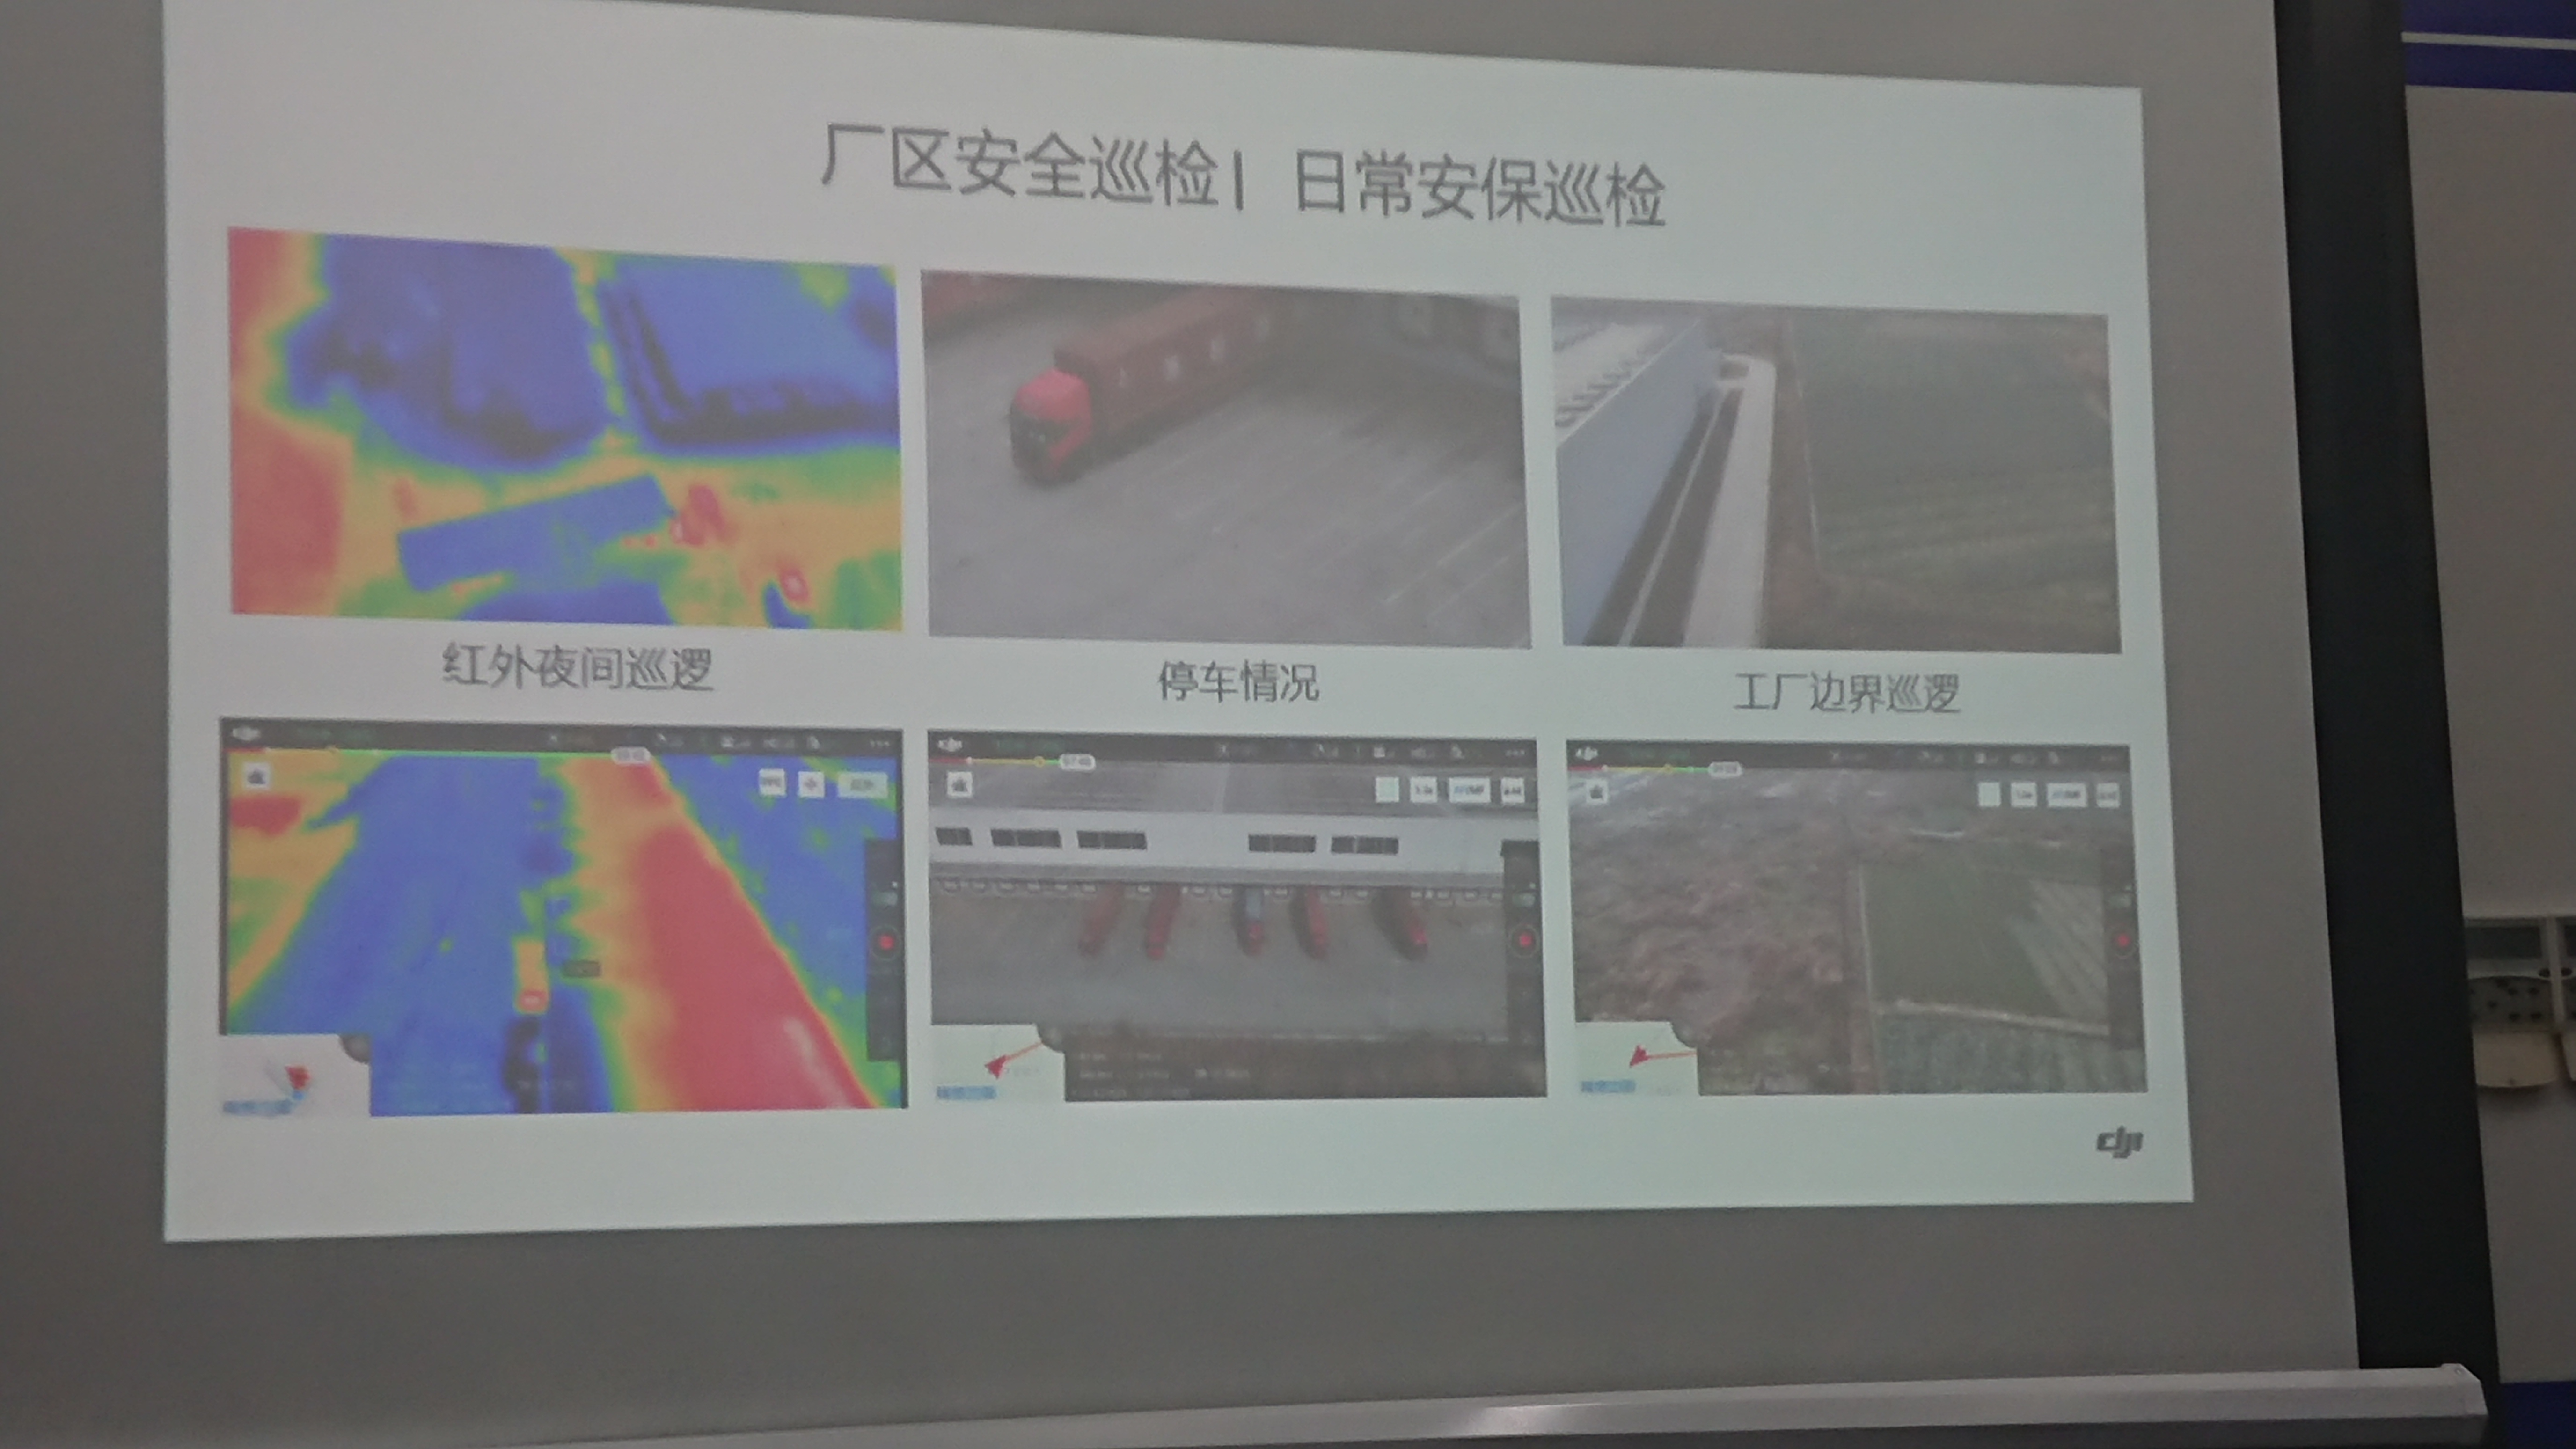 厂区安全巡检| 日常安保巡检
红外夜间巡逻
停车情况
工厂边界巡逻
dji